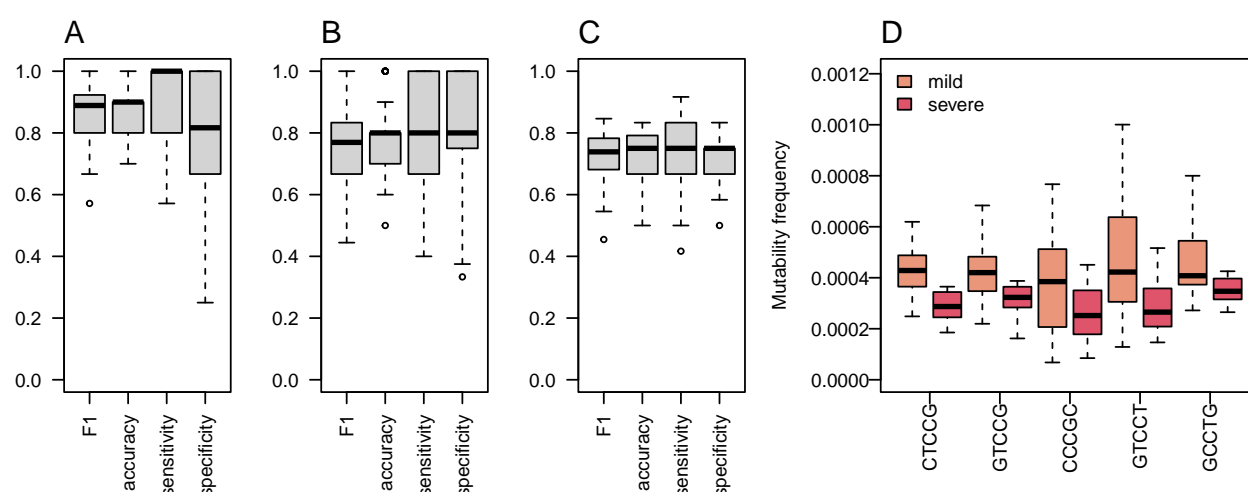 A
1.0
0.8
0.6
0.4
0.2
0.0
F1
accuracy
sensitivity
specificity
B
1.0
0.8
0.6
0.4
0.2
0.0
F1
accuracy
sensitivity
specificity
C
1.0
0.8
0.6
0.4
0.2
0.0
F1
accuracy
sensitivity
specificity
D
Mutability frequency
0.0012
0.0010
0.0008
0.0006
0.0004
0.0002
0.0000
mild
severe
CTCCG
GTCCG
CCCGC
GTCCT
GCCTG